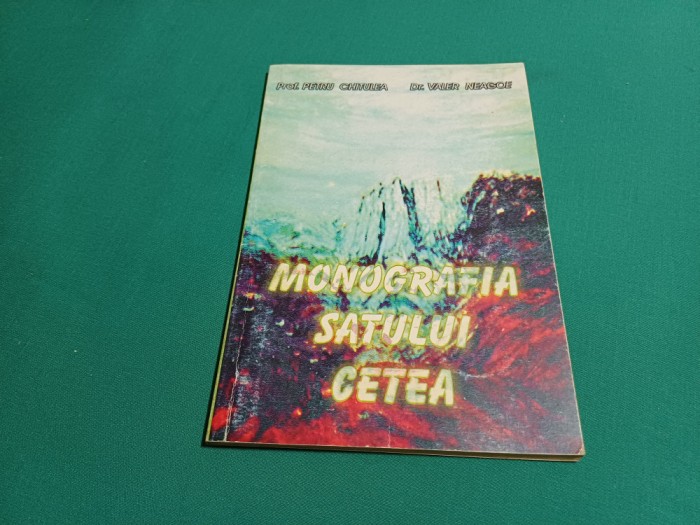 Prof. PETRU CHITULEA Dr. VALER NEAGOE
MONOGRAFIA
SATULUI
CETEA